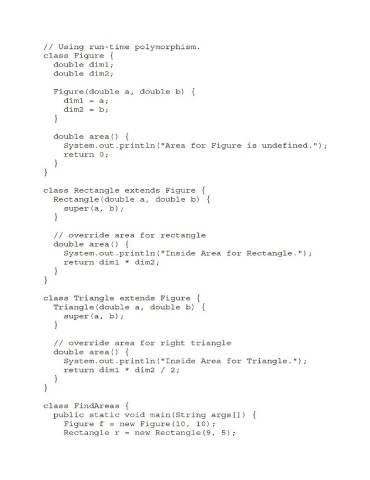 // Using run-time polymorphism.
class Figure {
double dim1;
double dim2;
Figure(double a, double b) {
dim1 = a;
dim2 = b;
}
double area() {
System.out.println("Area for Figure is undefined.");
return 0;
}
}
class Rectangle extends Figure {
Rectangle(double a, double b) {
super(a, b);
}
// override area for rectangle
double area() {
System.out.println("Inside Area for Rectangle.");
return dim1 * dim2;
}
}
class Triangle extends Figure {
Triangle(double a, double b) {
super(a, b);
}
// override area for right triangle
double area() {
System.out.println("Inside Area for Triangle.");
return dim1 * dim2 / 2;
}
}
class FindAreas {
public static void main(String args[]) {
Figure f = new Figure(10, 10);
Rectangle r = new Rectangle(9, 5);